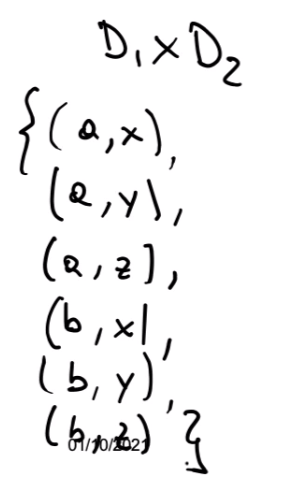 D₁ x D₂
{(a,x),
(a,y),
(a,z),
(b,x),
(b,y),
(b,z)}
01/10/2021